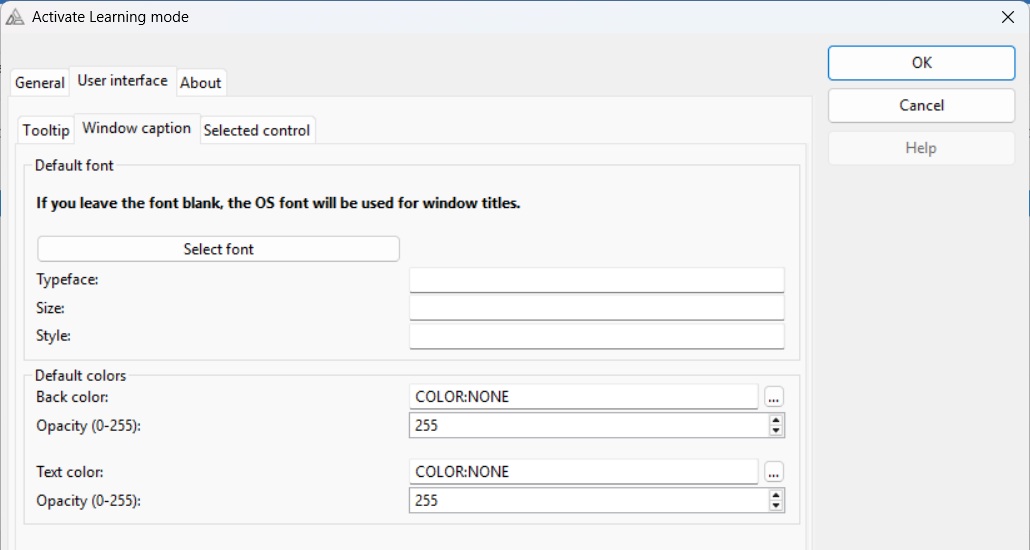 Activate Learning mode
General User interface About
OK
Cancel
Help
Tooltip Window caption Selected control
Default font
If you leave the font blank, the OS font will be used for window titles.
Select font
Typeface:
Size:
Style:
Default colors
Back color: COLOR:NONE ...
Opacity (0-255): 255
Text color: COLOR:NONE ...
Opacity (0-255): 255